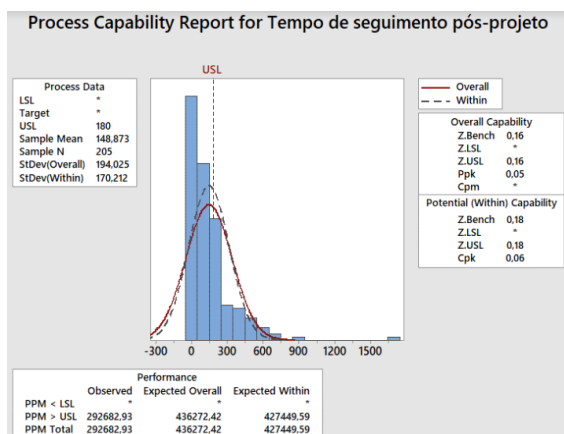 Process Capability Report for Tempo de seguimento pós-projeto
USL
Process Data
LSL *
Target *
USL 180
Sample Mean 148,873
Sample N 205
StDev(Overall) 194,025
StDev(Within) 170,212
Overall
Within
Overall Capability
Z.Bench 0,16
Z.LSL *
Z.USL 0,16
Ppk 0,05
Cpm *
Potential (Within) Capability
Z.Bench 0,18
Z.LSL *
Z.USL 0,18
Cpk 0,06
-300 0 300 600 900 1200 1500
Performance
Observed Expected Overall Expected Within
PPM < LSL * * *
PPM > USL 292682,93 436272,42 427449,59
PPM Total 292682,93 436272,42 427449,59